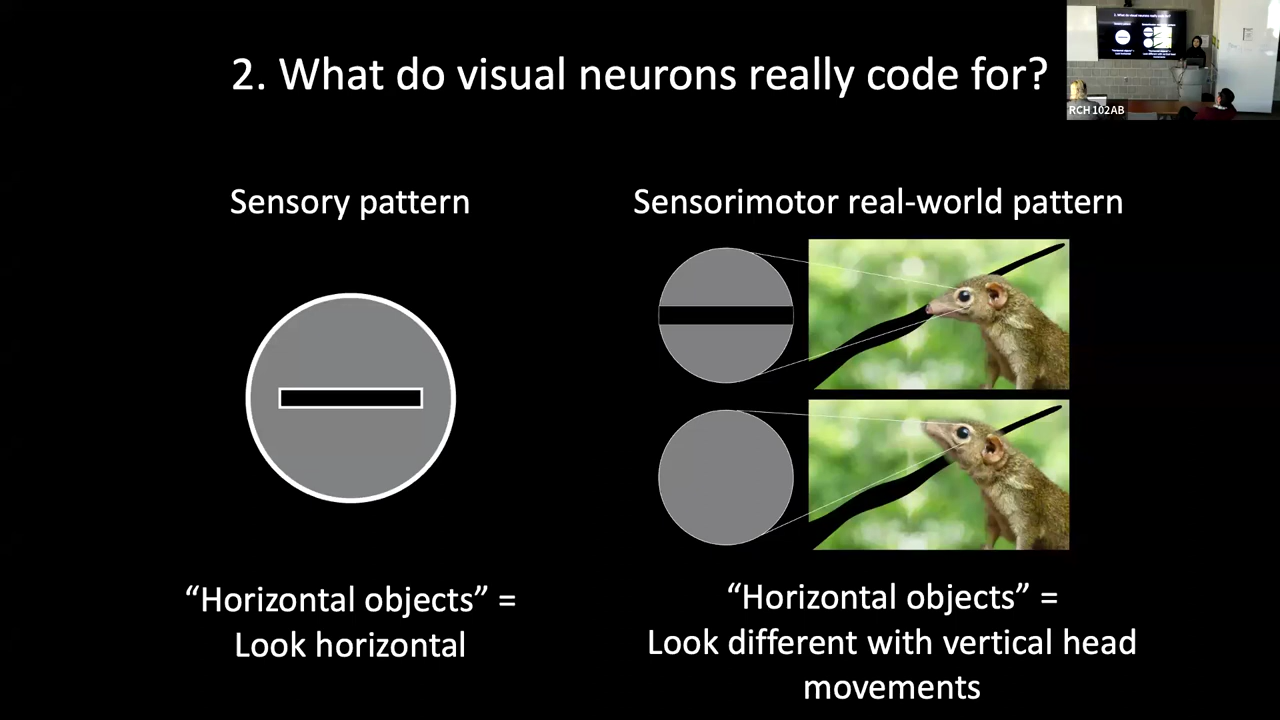 2. What do visual neurons really code for?
RCH 102AB
Sensory pattern
Sensorimotor real-world pattern
“Horizontal objects” =
Look horizontal
“Horizontal objects” =
Look different with vertical head
movements